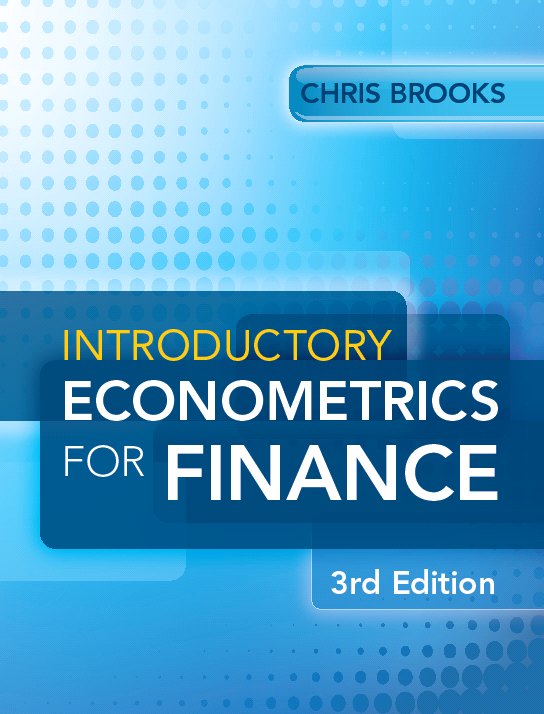 CHRIS BROOKS
INTRODUCTORY
ECONOMETRICS
FOR FINANCE
3rd Edition